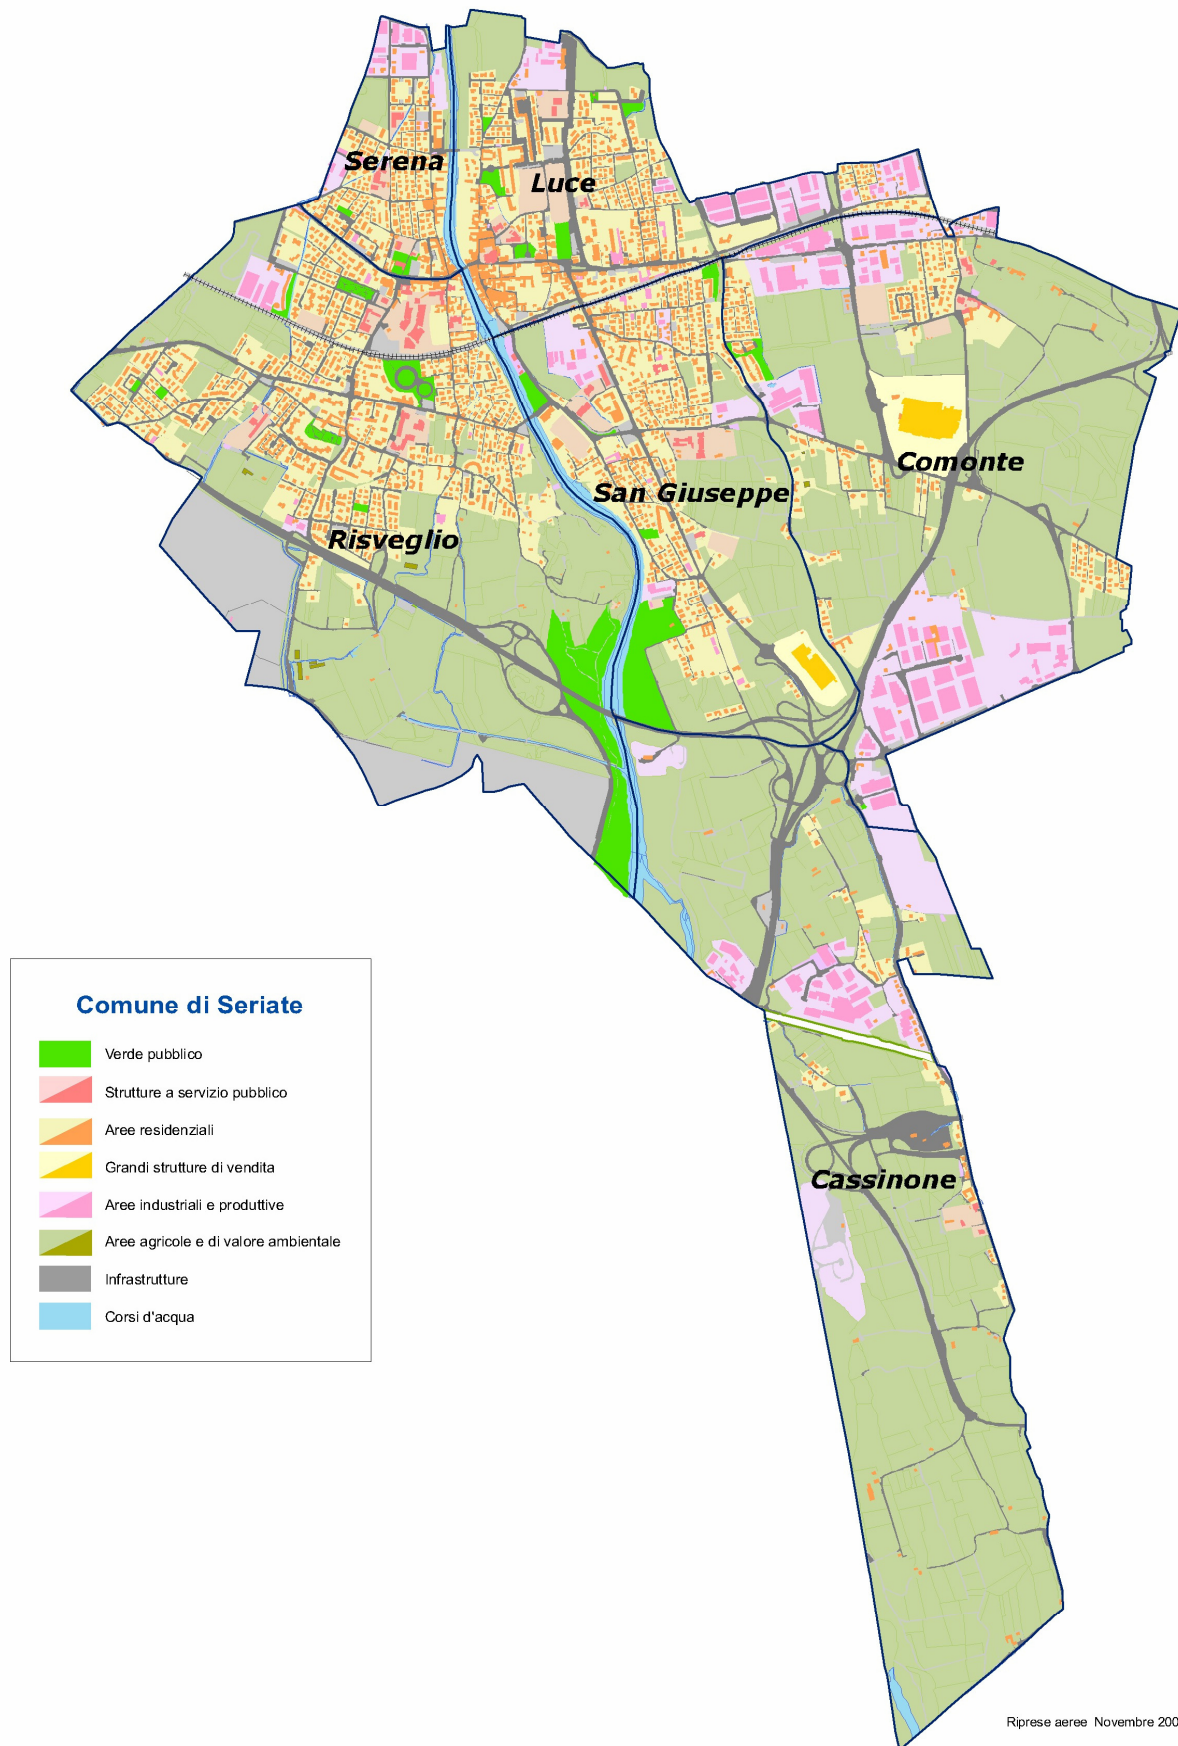 Serena
Luce
Comonte
San Giuseppe
Risveglio
Comune di Seriate
Verde pubblico
Strutture a servizio pubblico
Aree residenziali
Grandi strutture di vendita
Aree industriali e produttive
Aree agricole e di valore ambientale
Infrastrutture
Corsi d'acqua
Cassinone
Riprese aeree Novembre 200